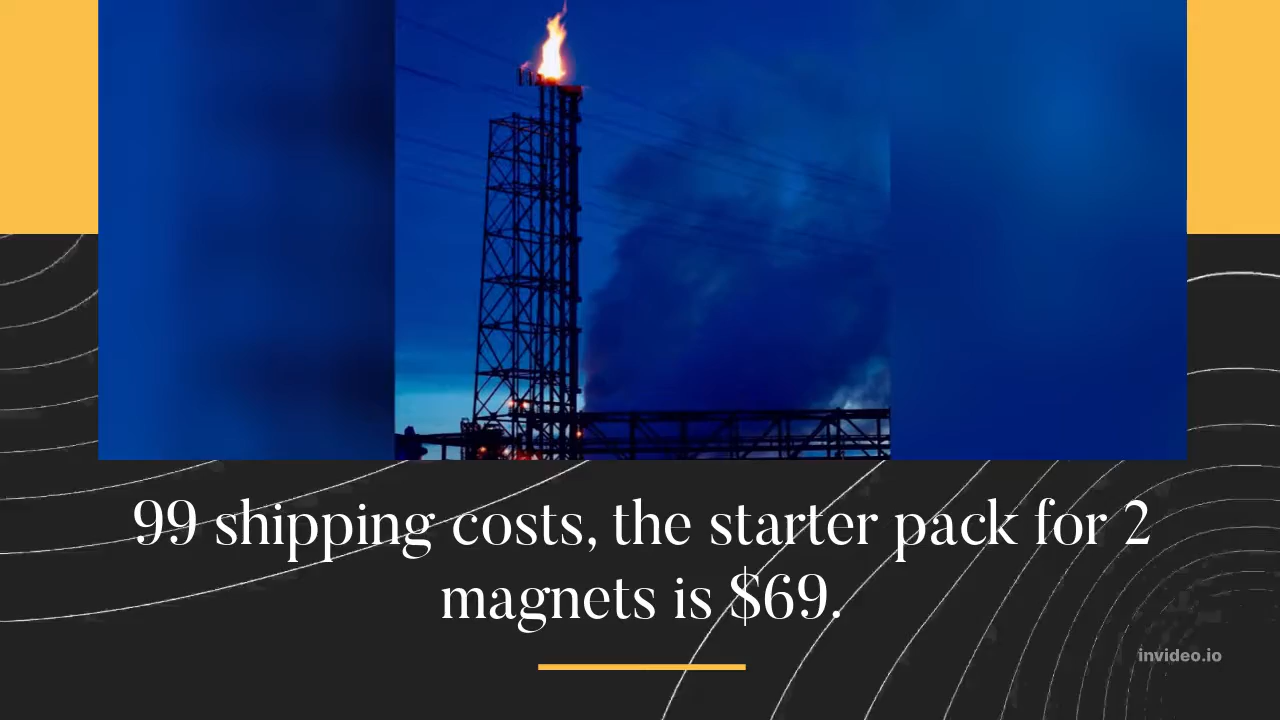 99 shipping costs, the starter pack for 2
magnets is $69.
invideo.io